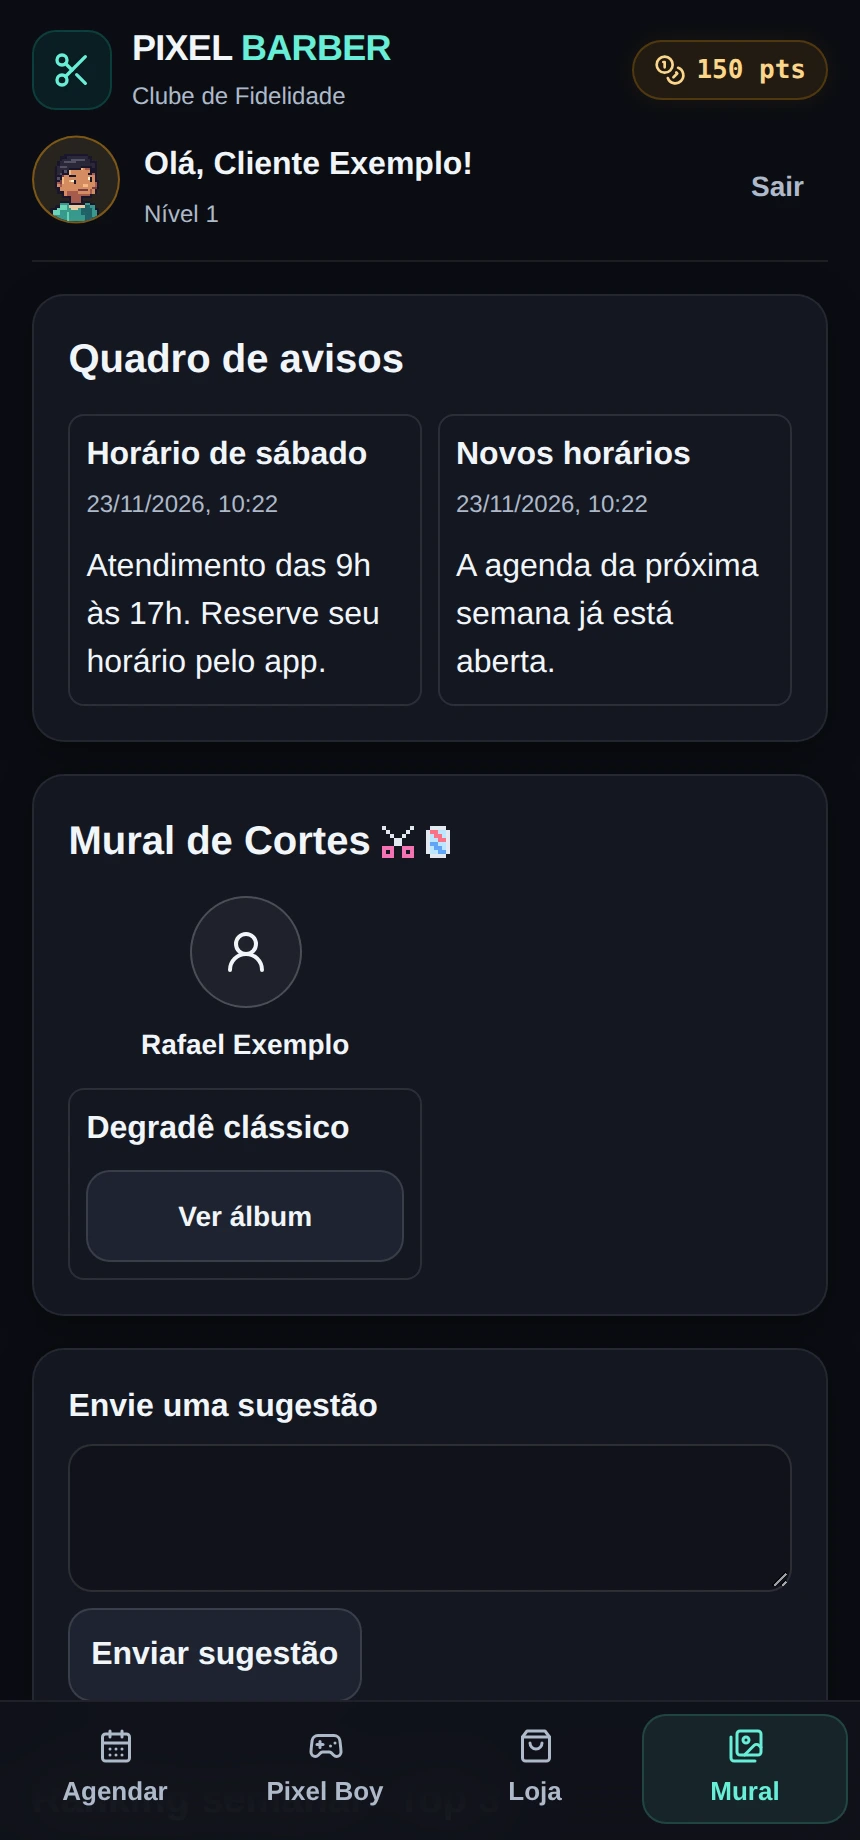 PIXEL BARBER
Clube de Fidelidade
150 pts
Olá, Cliente Exemplo!
Nível 1
Sair
Quadro de avisos
Horário de sábado
23/11/2026, 10:22
Atendimento das 9h
às 17h. Reserve seu
horário pelo app.
Novos horários
23/11/2026, 10:22
A agenda da próxima
semana já está
aberta.
Mural de Cortes
Rafael Exemplo
Degradê clássico
Ver álbum
Envie uma sugestão
Enviar sugestão
Agendar
Pixel Boy
Loja
Mural